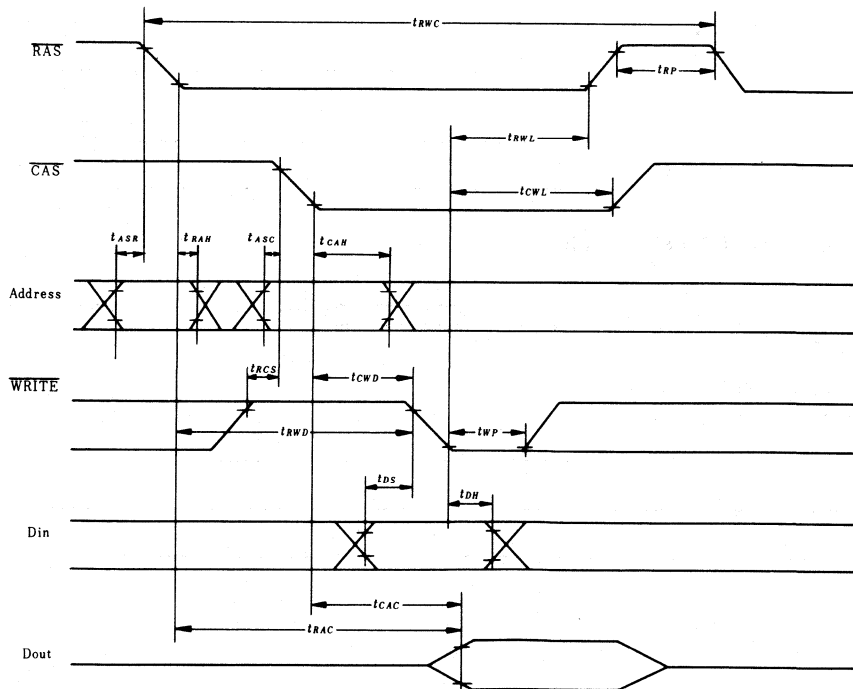 tRWC
RAS
tRP
tRWL
CAS
tCWL
tASR
tRAH
tASC
tCAH
Address
tRCS
tCWD
WRITE
tRWD
tWP
tDS
tDH
Din
tCAC
tRAC
Dout